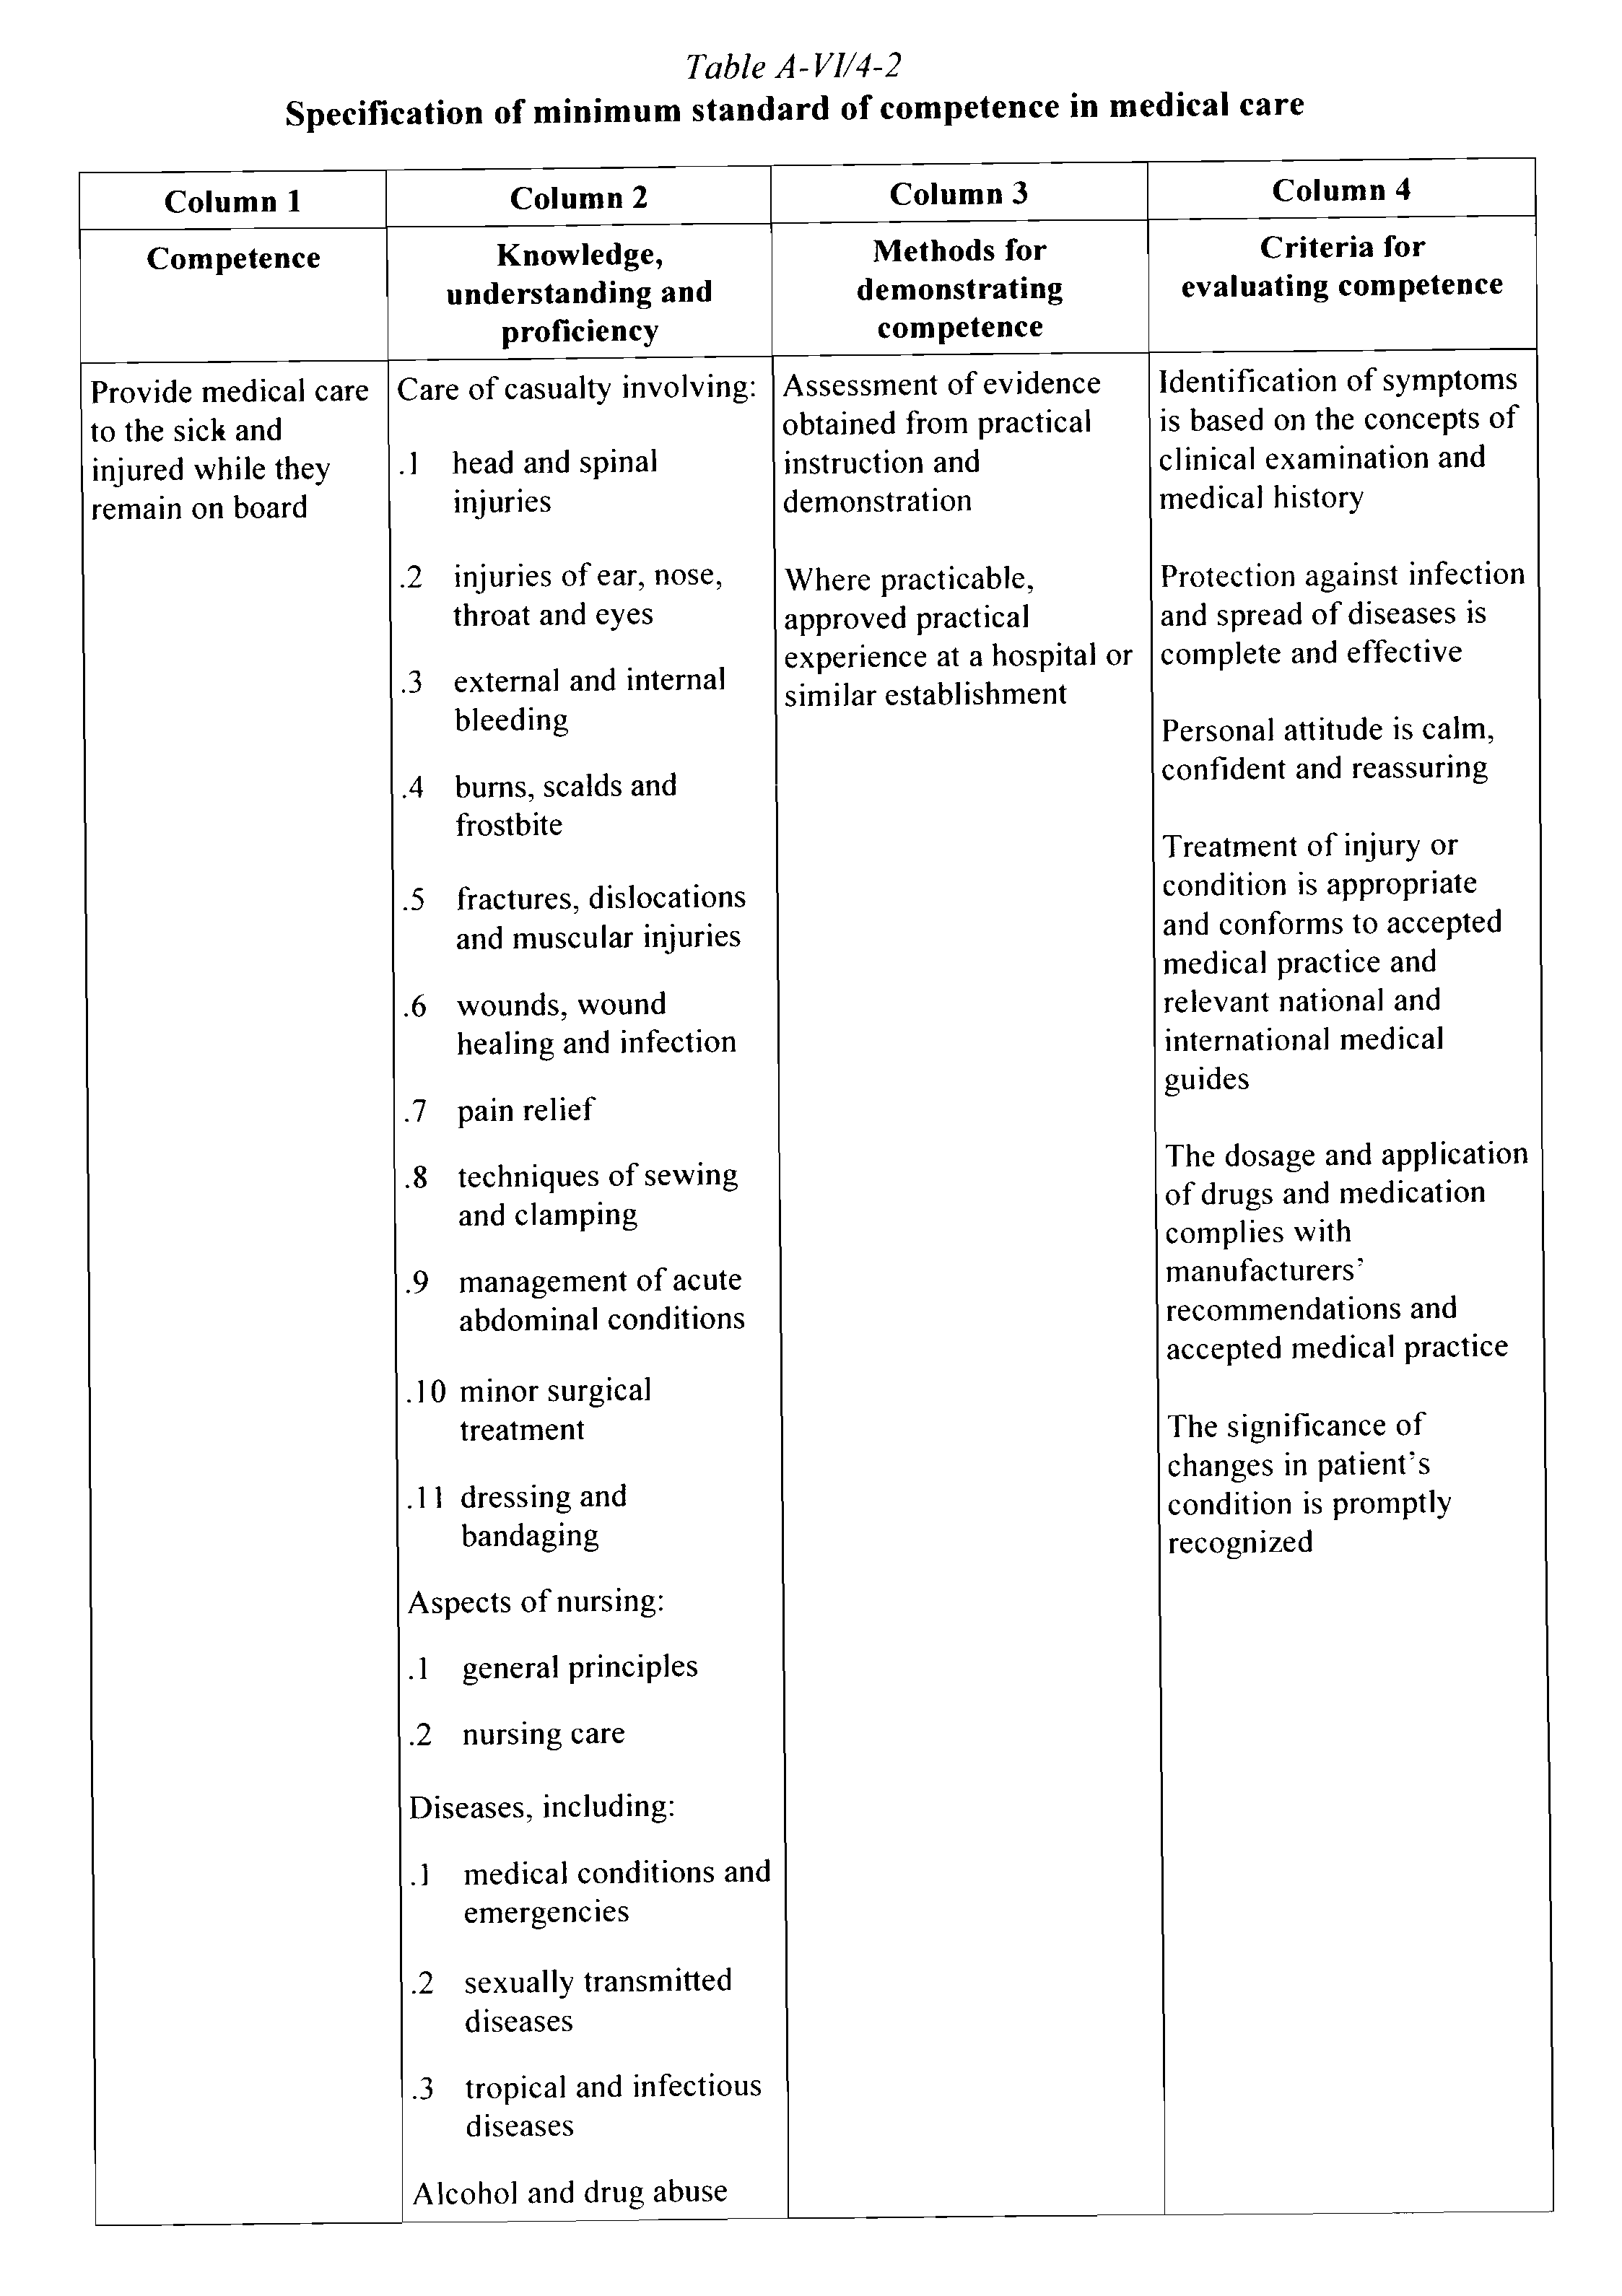 Table A-VI/4-2
Specification of minimum standard of competence in medical care
Column 1
Column 2
Column 3
Column 4
Competence
Knowledge,
understanding and
proficiency
Methods for
demonstrating
competence
Criteria for
evaluating competence
Provide medical care
to the sick and
injured while they
remain on board
Care of casualty involving:
.1 head and spinal
injuries
.2 injuries of ear, nose,
throat and eyes
.3 external and internal
bleeding
.4 burns, scalds and
frostbite
.5 fractures, dislocations
and muscular injuries
.6 wounds, wound
healing and infection
.7 pain relief
.8 techniques of sewing
and clamping
.9 management of acute
abdominal conditions
.10 minor surgical
treatment
.11 dressing and
bandaging
Aspects of nursing:
.1 general principles
.2 nursing care
Diseases, including:
.1 medical conditions and
emergencies
.2 sexually transmitted
diseases
.3 tropical and infectious
diseases
Alcohol and drug abuse
Assessment of evidence
obtained from practical
instruction and
demonstration
Where practicable,
approved practical
experience at a hospital or
similar establishment
Identification of symptoms
is based on the concepts of
clinical examination and
medical history
Protection against infection
and spread of diseases is
complete and effective
Personal attitude is calm,
confident and reassuring
Treatment of injury or
condition is appropriate
and conforms to accepted
medical practice and
relevant national and
international medical
guides
The dosage and application
of drugs and medication
complies with
manufacturers'
recommendations and
accepted medical practice
The significance of
changes in patient's
condition is promptly
recognized